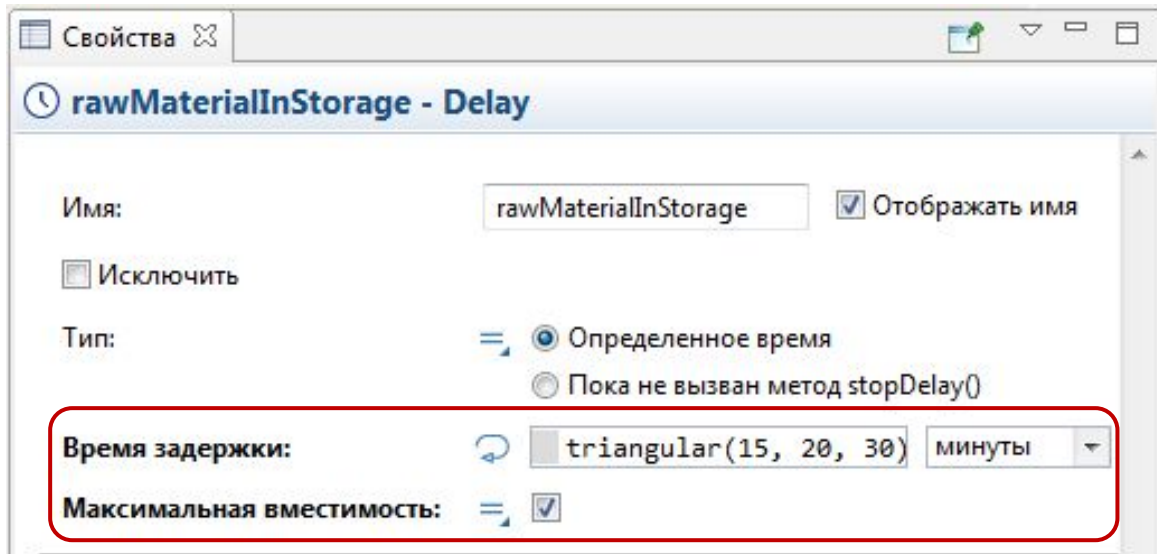 Свойства
rawMaterialInStorage - Delay
Имя: rawMaterialInStorage Отображать имя
Исключить
Тип: Определенное время
Пока не вызван метод stopDelay()
Время задержки: triangular(15, 20, 30) минуты
Максимальная вместимость: